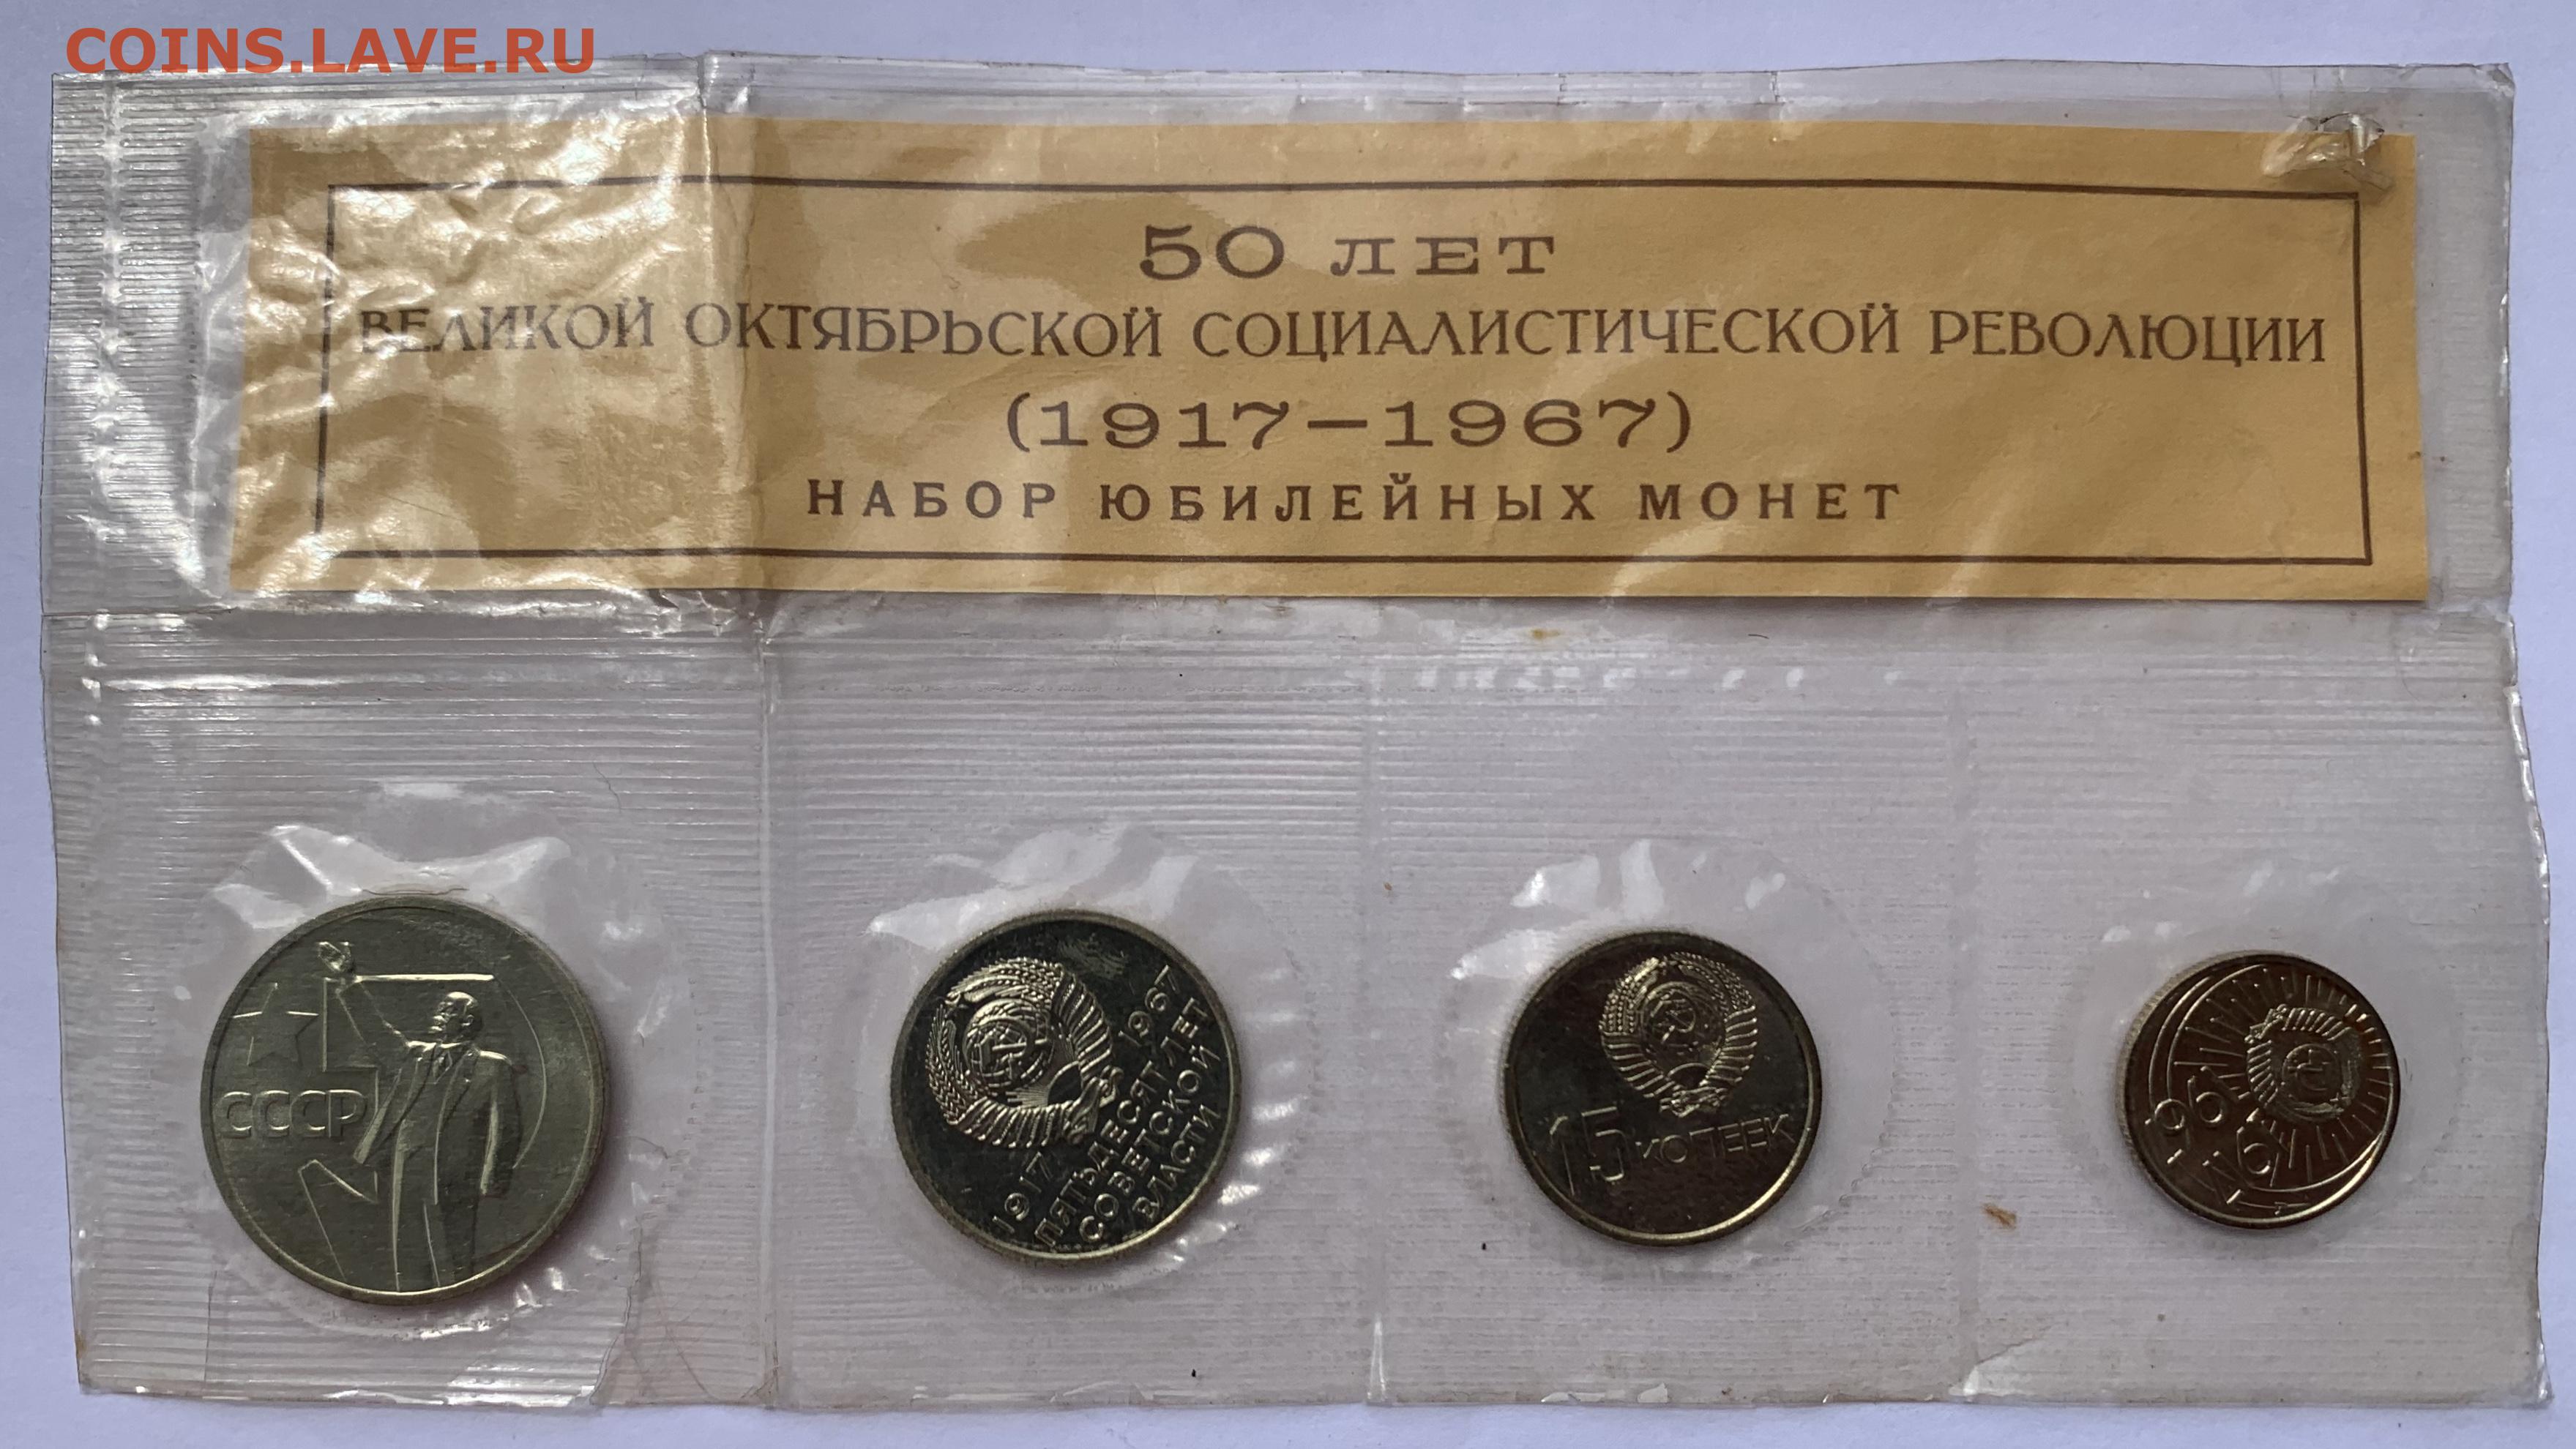 COINS.LAVE.RU
50 ЛЕТ
ВЕЛИКОЙ ОКТЯБРЬСКОЙ СОЦИАЛИСТИЧЕСКОЙ РЕВОЛЮЦИИ
(1917–1967)
НАБОР ЮБИЛЕЙНЫХ МОНЕТ
СССР
1917 1967
ПЯТЬДЕСЯТ ЛЕТ
СОВЕТСКОЙ
ВЛАСТИ
15 КОПЕЕК